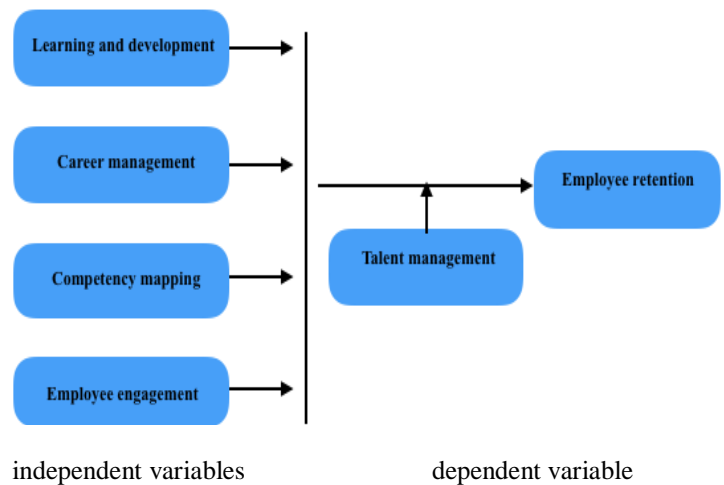 Learning and development
Career management
Employee retention
Talent management
Competency mapping
Employee engagement
independent variables
dependent variable